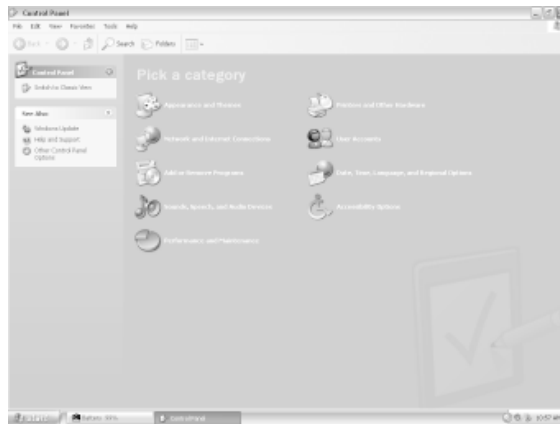 Control Panel
File Edit View Favorites Tools Help
Back Search Folders
Control Panel
Switch to Classic View
See Also
Windows Update
Help and Support
Other Control Panel
Options
Pick a category
Appearance and Themes
Printers and Other Hardware
Network and Internet Connections
User Accounts
Add or Remove Programs
Date, Time, Language, and Regional Options
Sounds, Speech, and Audio Devices
Accessibility Options
Performance and Maintenance
Control Panel
10:57 AM